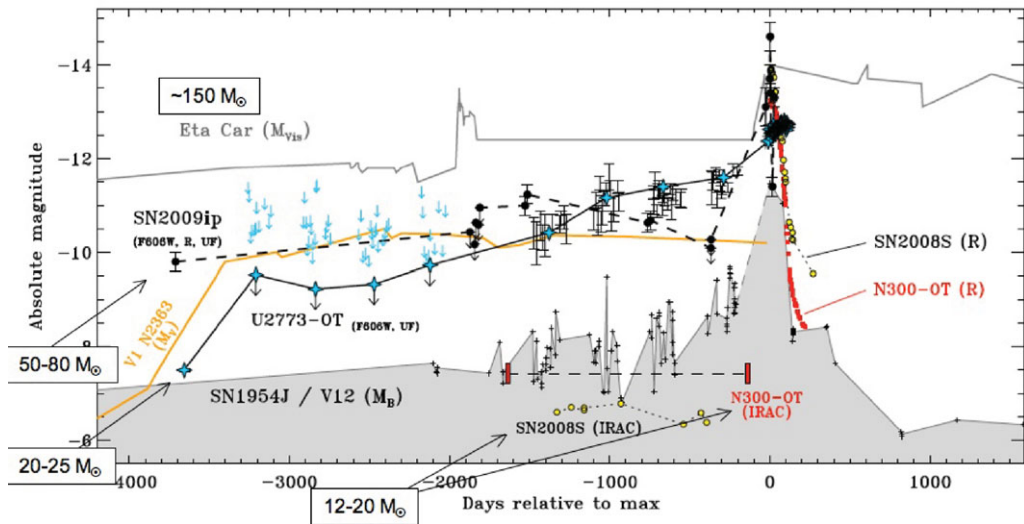 -14
-12
-10
-8
-6
Absolute magnitude
~150 M⊙
Eta Car (M_Vis)
SN2009ip
(F606W, R, UF)
U2773-OT (F606W, UF)
V1 N2363
(M_V)
SN2008S (R)
N300-OT (R)
50-80 M⊙
SN1954J / V12 (M_B)
N300-OT
(IRAC)
SN2008S (IRAC)
20-25 M⊙
12-20 M⊙
-4000
-3000
-2000
-1000
0
1000
Days relative to max